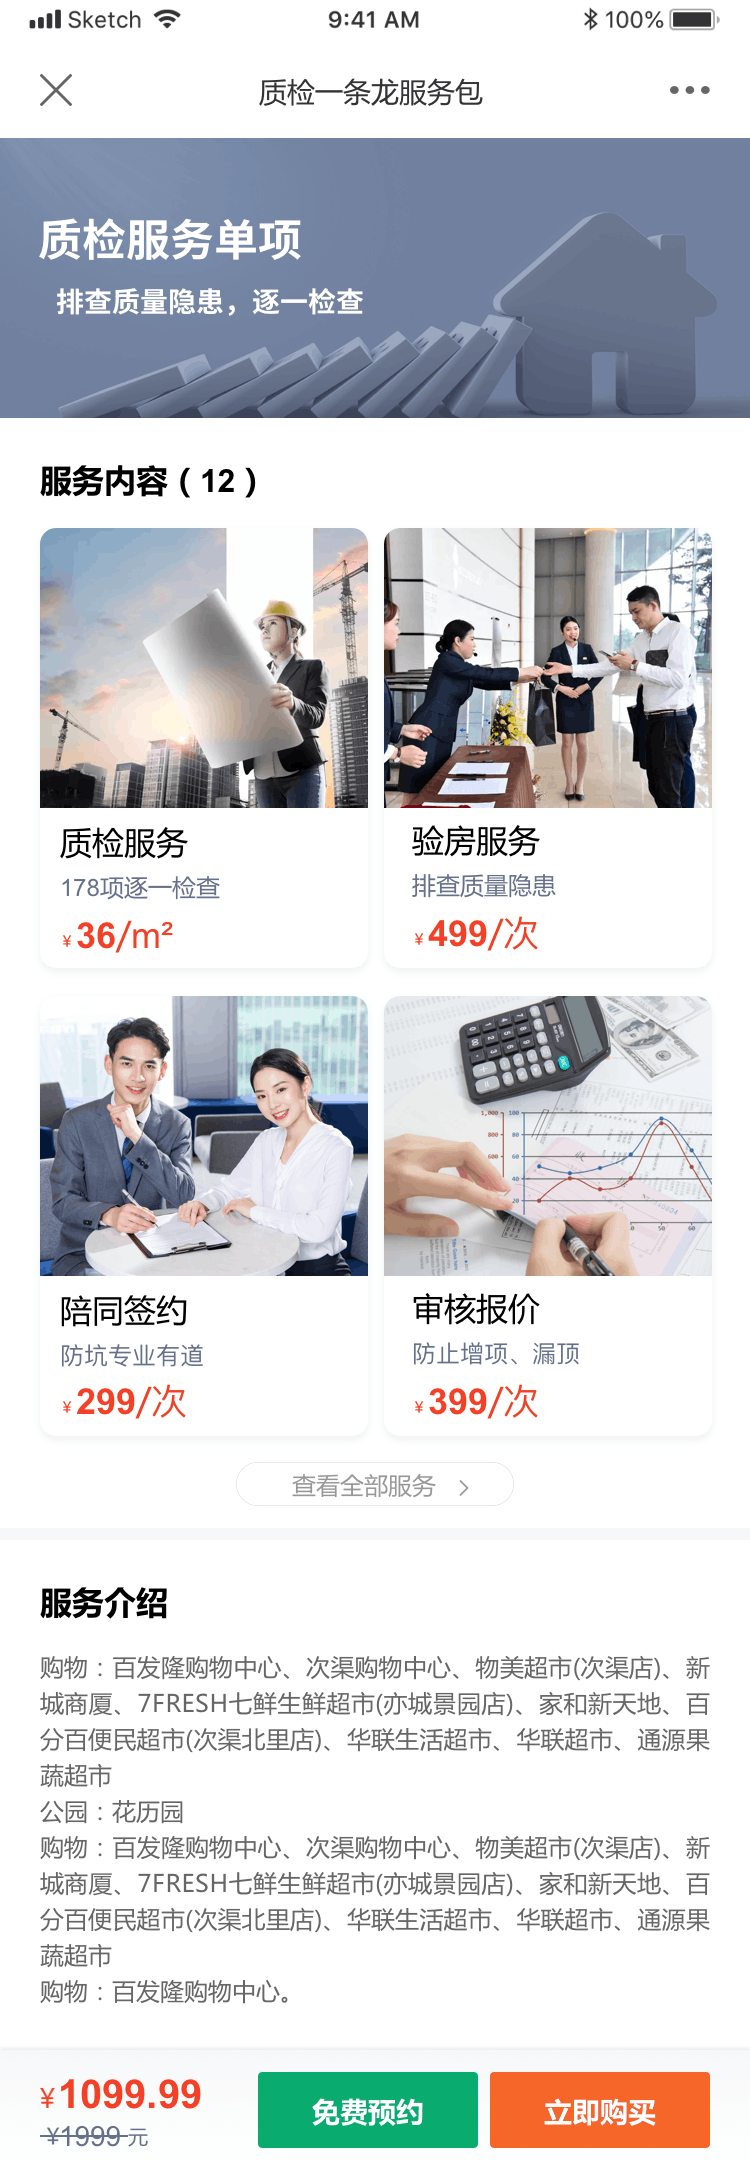 Sketch 9:41 AM 100%
质检一条龙服务包
质检服务单项
排查质量隐患，逐一检查
服务内容（12）
质检服务
178项逐一检查
¥36/m²
验房服务
排查质量隐患
¥499/次
1,000
800
600
100
80
60
40
20
0 50 60
陪同签约
防坑专业有道
¥299/次
审核报价
防止增项、漏顶
¥399/次
查看全部服务 >
服务介绍
购物：百发隆购物中心、次渠购物中心、物美超市(次渠店)、新
城商厦、7FRESH七鲜生鲜超市(亦城景园店)、家和新天地、百
分百便民超市(次渠北里店)、华联生活超市、华联超市、通源果
蔬超市
公园：花历园
购物：百发隆购物中心、次渠购物中心、物美超市(次渠店)、新
城商厦、7FRESH七鲜生鲜超市(亦城景园店)、家和新天地、百
分百便民超市(次渠北里店)、华联生活超市、华联超市、通源果
蔬超市
购物：百发隆购物中心。
¥1099.99
¥1999元
免费预约
立即购买